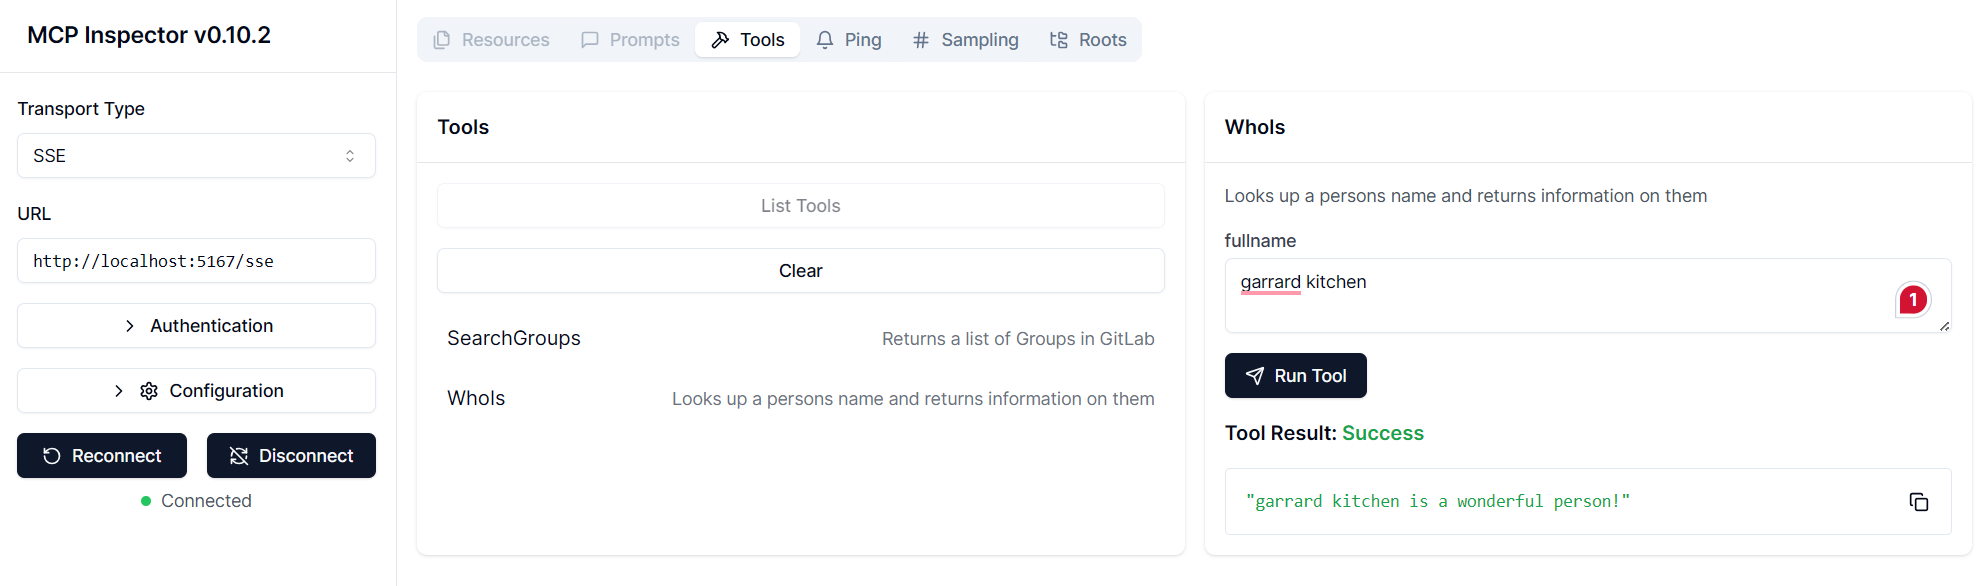 MCP Inspector v0.10.2
Transport Type
SSE
URL
http://localhost:5167/sse
Authentication
Configuration
Reconnect
Disconnect
Connected
Resources
Prompts
Tools
Ping
Sampling
Roots
Tools
List Tools
Clear
SearchGroups
Returns a list of Groups in GitLab
WhoIs
Looks up a persons name and returns information on them
WhoIs
Looks up a persons name and returns information on them
fullname
garrard kitchen
1
Run Tool
Tool Result: Success
"garrard kitchen is a wonderful person!"